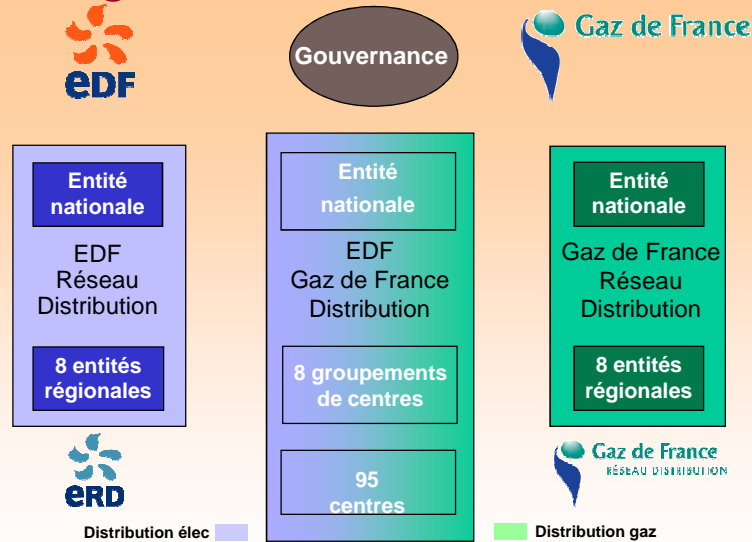 eDF
Gouvernance
Gaz de France
Entité
nationale
EDF
Réseau
Distribution
8 entités
régionales
eRD
Distribution élec
Entité
nationale
EDF
Gaz de France
Distribution
8 groupements
de centres
95
centres
Entité
nationale
Gaz de France
Réseau
Distribution
8 entités
régionales
Gaz de France
RÉSEAU DISTRIBUTION
Distribution gaz